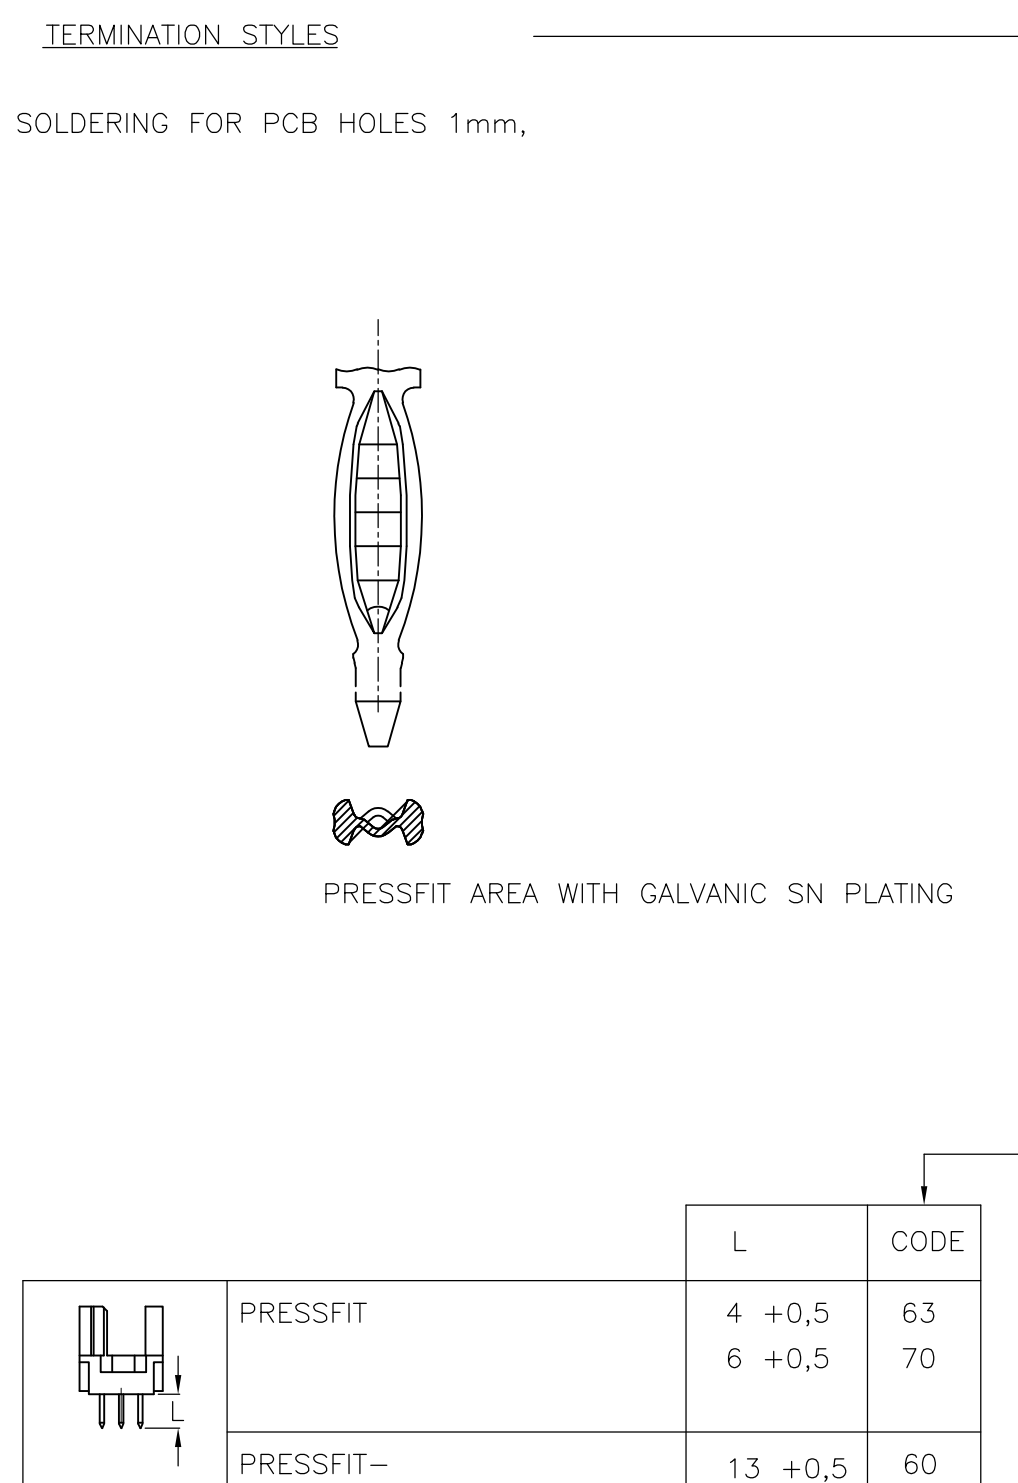 TERMINATION STYLES
SOLDERING FOR PCB HOLES 1mm,
PRESSFIT AREA WITH GALVANIC SN PLATING
L CODE
PRESSFIT 4 +0,5 63
6 +0,5 70
L
PRESSFIT– 13 +0,5 60